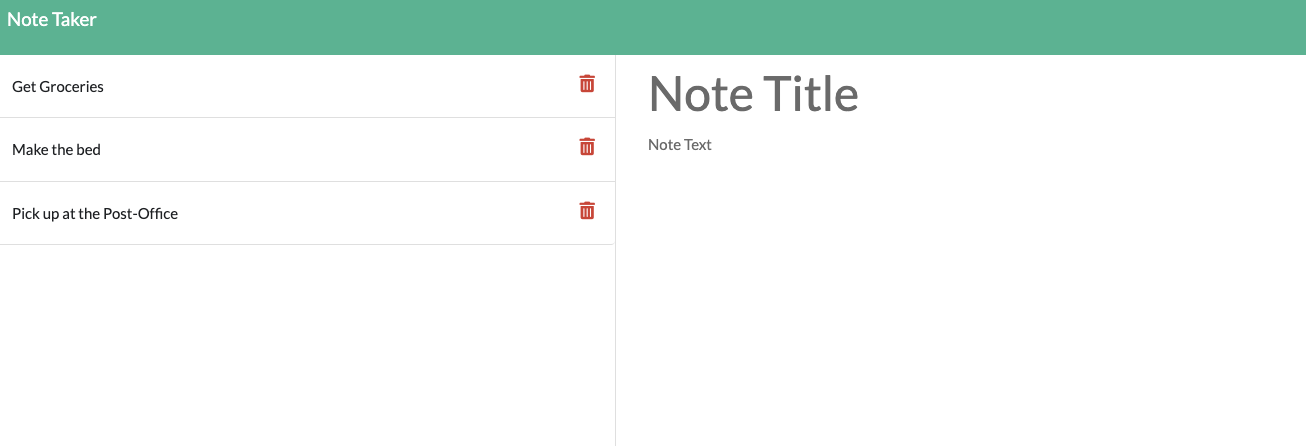 Note Taker
Get Groceries
Make the bed
Pick up at the Post-Office
Note Title
Note Text